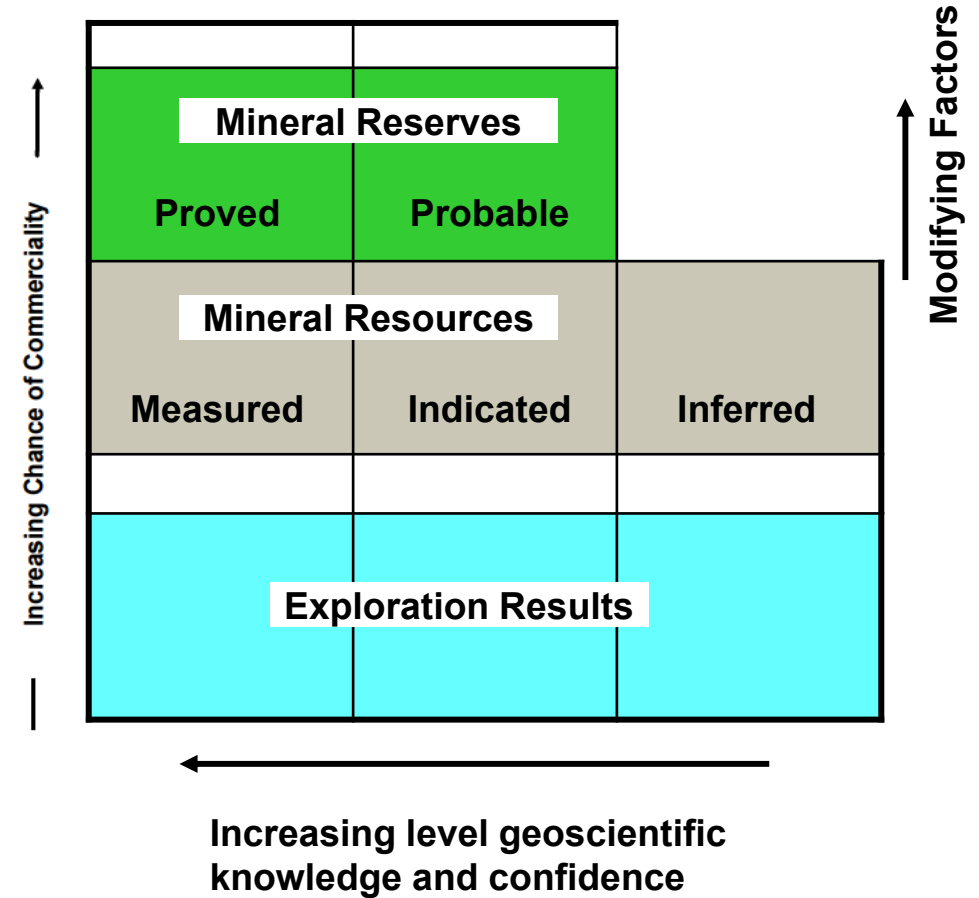 Mineral Reserves
Proved
Probable
Mineral Resources
Measured
Indicated
Inferred
Exploration Results
Increasing Chance of Commerciality
Modifying Factors
Increasing level geoscientific
knowledge and confidence